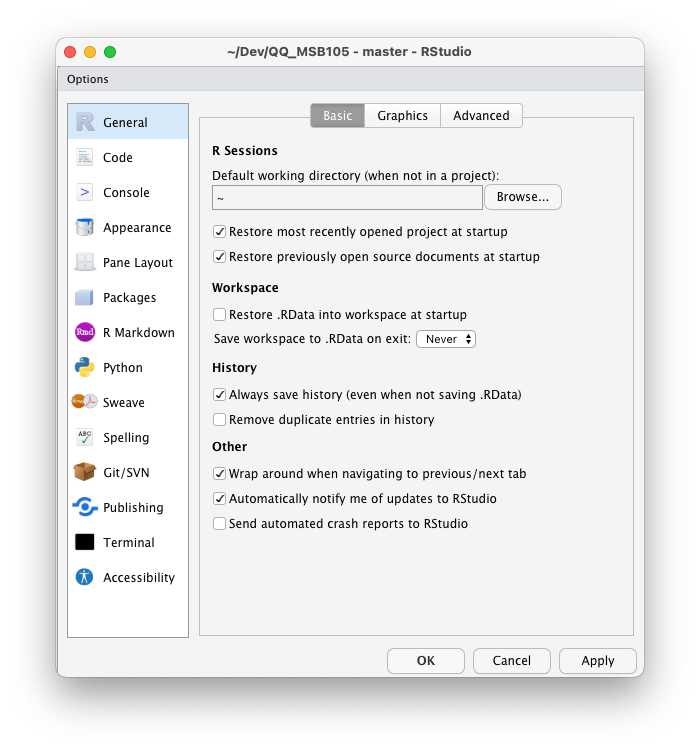 ~/Dev/QQ_MSB105 - master - RStudio
Options
General
Code
Console
Appearance
Pane Layout
Packages
Rmd R Markdown
Python
Sweave
ABC Spelling
Git/SVN
Publishing
Terminal
Accessibility
Basic Graphics Advanced
R Sessions
Default working directory (when not in a project):
~ Browse...
Restore most recently opened project at startup
Restore previously open source documents at startup
Workspace
Restore .RData into workspace at startup
Save workspace to .RData on exit: Never
History
Always save history (even when not saving .RData)
Remove duplicate entries in history
Other
Wrap around when navigating to previous/next tab
Automatically notify me of updates to RStudio
Send automated crash reports to RStudio
OK Cancel Apply